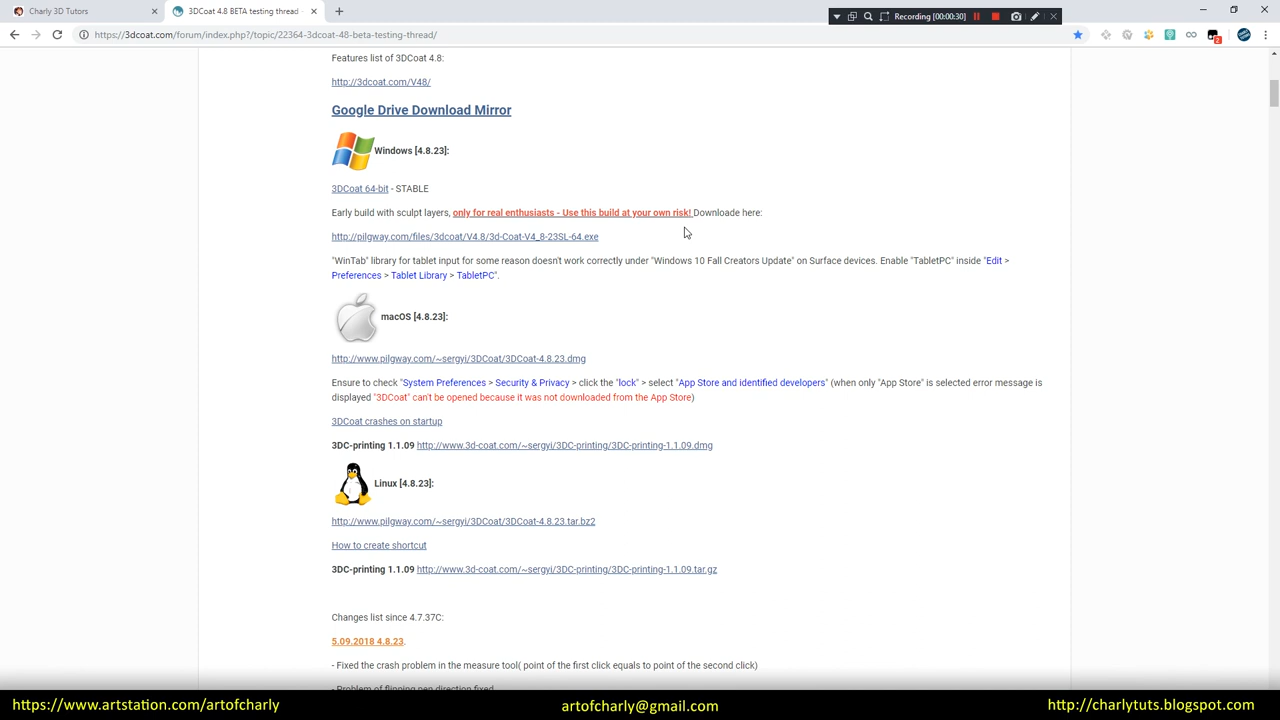 Charly 3D Tutors
3DCoat 4.8 BETA testing thread -
Recording [00:00:30]
https://3dcoat.com/forum/index.php?/topic/22364-3dcoat-48-beta-testing-thread/
2
Features list of 3DCoat 4.8:
http://3dcoat.com/V48/
Google Drive Download Mirror
Windows [4.8.23]:
3DCoat 64-bit - STABLE
Early build with sculpt layers, only for real enthusiasts - Use this build at your own risk! Downloade here:
http://pilgway.com/files/3dcoat/V4.8/3d-Coat-V4_8-23SL-64.exe
"WinTab" library for tablet input for some reason doesn't work correctly under "Windows 10 Fall Creators Update" on Surface devices. Enable "TabletPC" inside "Edit >
Preferences > Tablet Library > TabletPC".
macOS [4.8.23]:
http://www.pilgway.com/~sergyi/3DCoat/3DCoat-4.8.23.dmg
Ensure to check "System Preferences > Security & Privacy > click the "lock" > select "App Store and identified developers" (when only "App Store" is selected error message is
displayed "3DCoat" can't be opened because it was not downloaded from the App Store)
3DCoat crashes on startup
3DC-printing 1.1.09 http://www.3d-coat.com/~sergyi/3DC-printing/3DC-printing-1.1.09.dmg
Linux [4.8.23]:
http://www.pilgway.com/~sergyi/3DCoat/3DCoat-4.8.23.tar.bz2
How to create shortcut
3DC-printing 1.1.09 http://www.3d-coat.com/~sergyi/3DC-printing/3DC-printing-1.1.09.tar.gz
Changes list since 4.7.37C:
5.09.2018 4.8.23.
- Fixed the crash problem in the measure tool( point of the first click equals to point of the second click)
- Problem of flipping pen direction fixed
https://www.artstation.com/artofcharly
artofcharly@gmail.com
http://charlytuts.blogspot.com